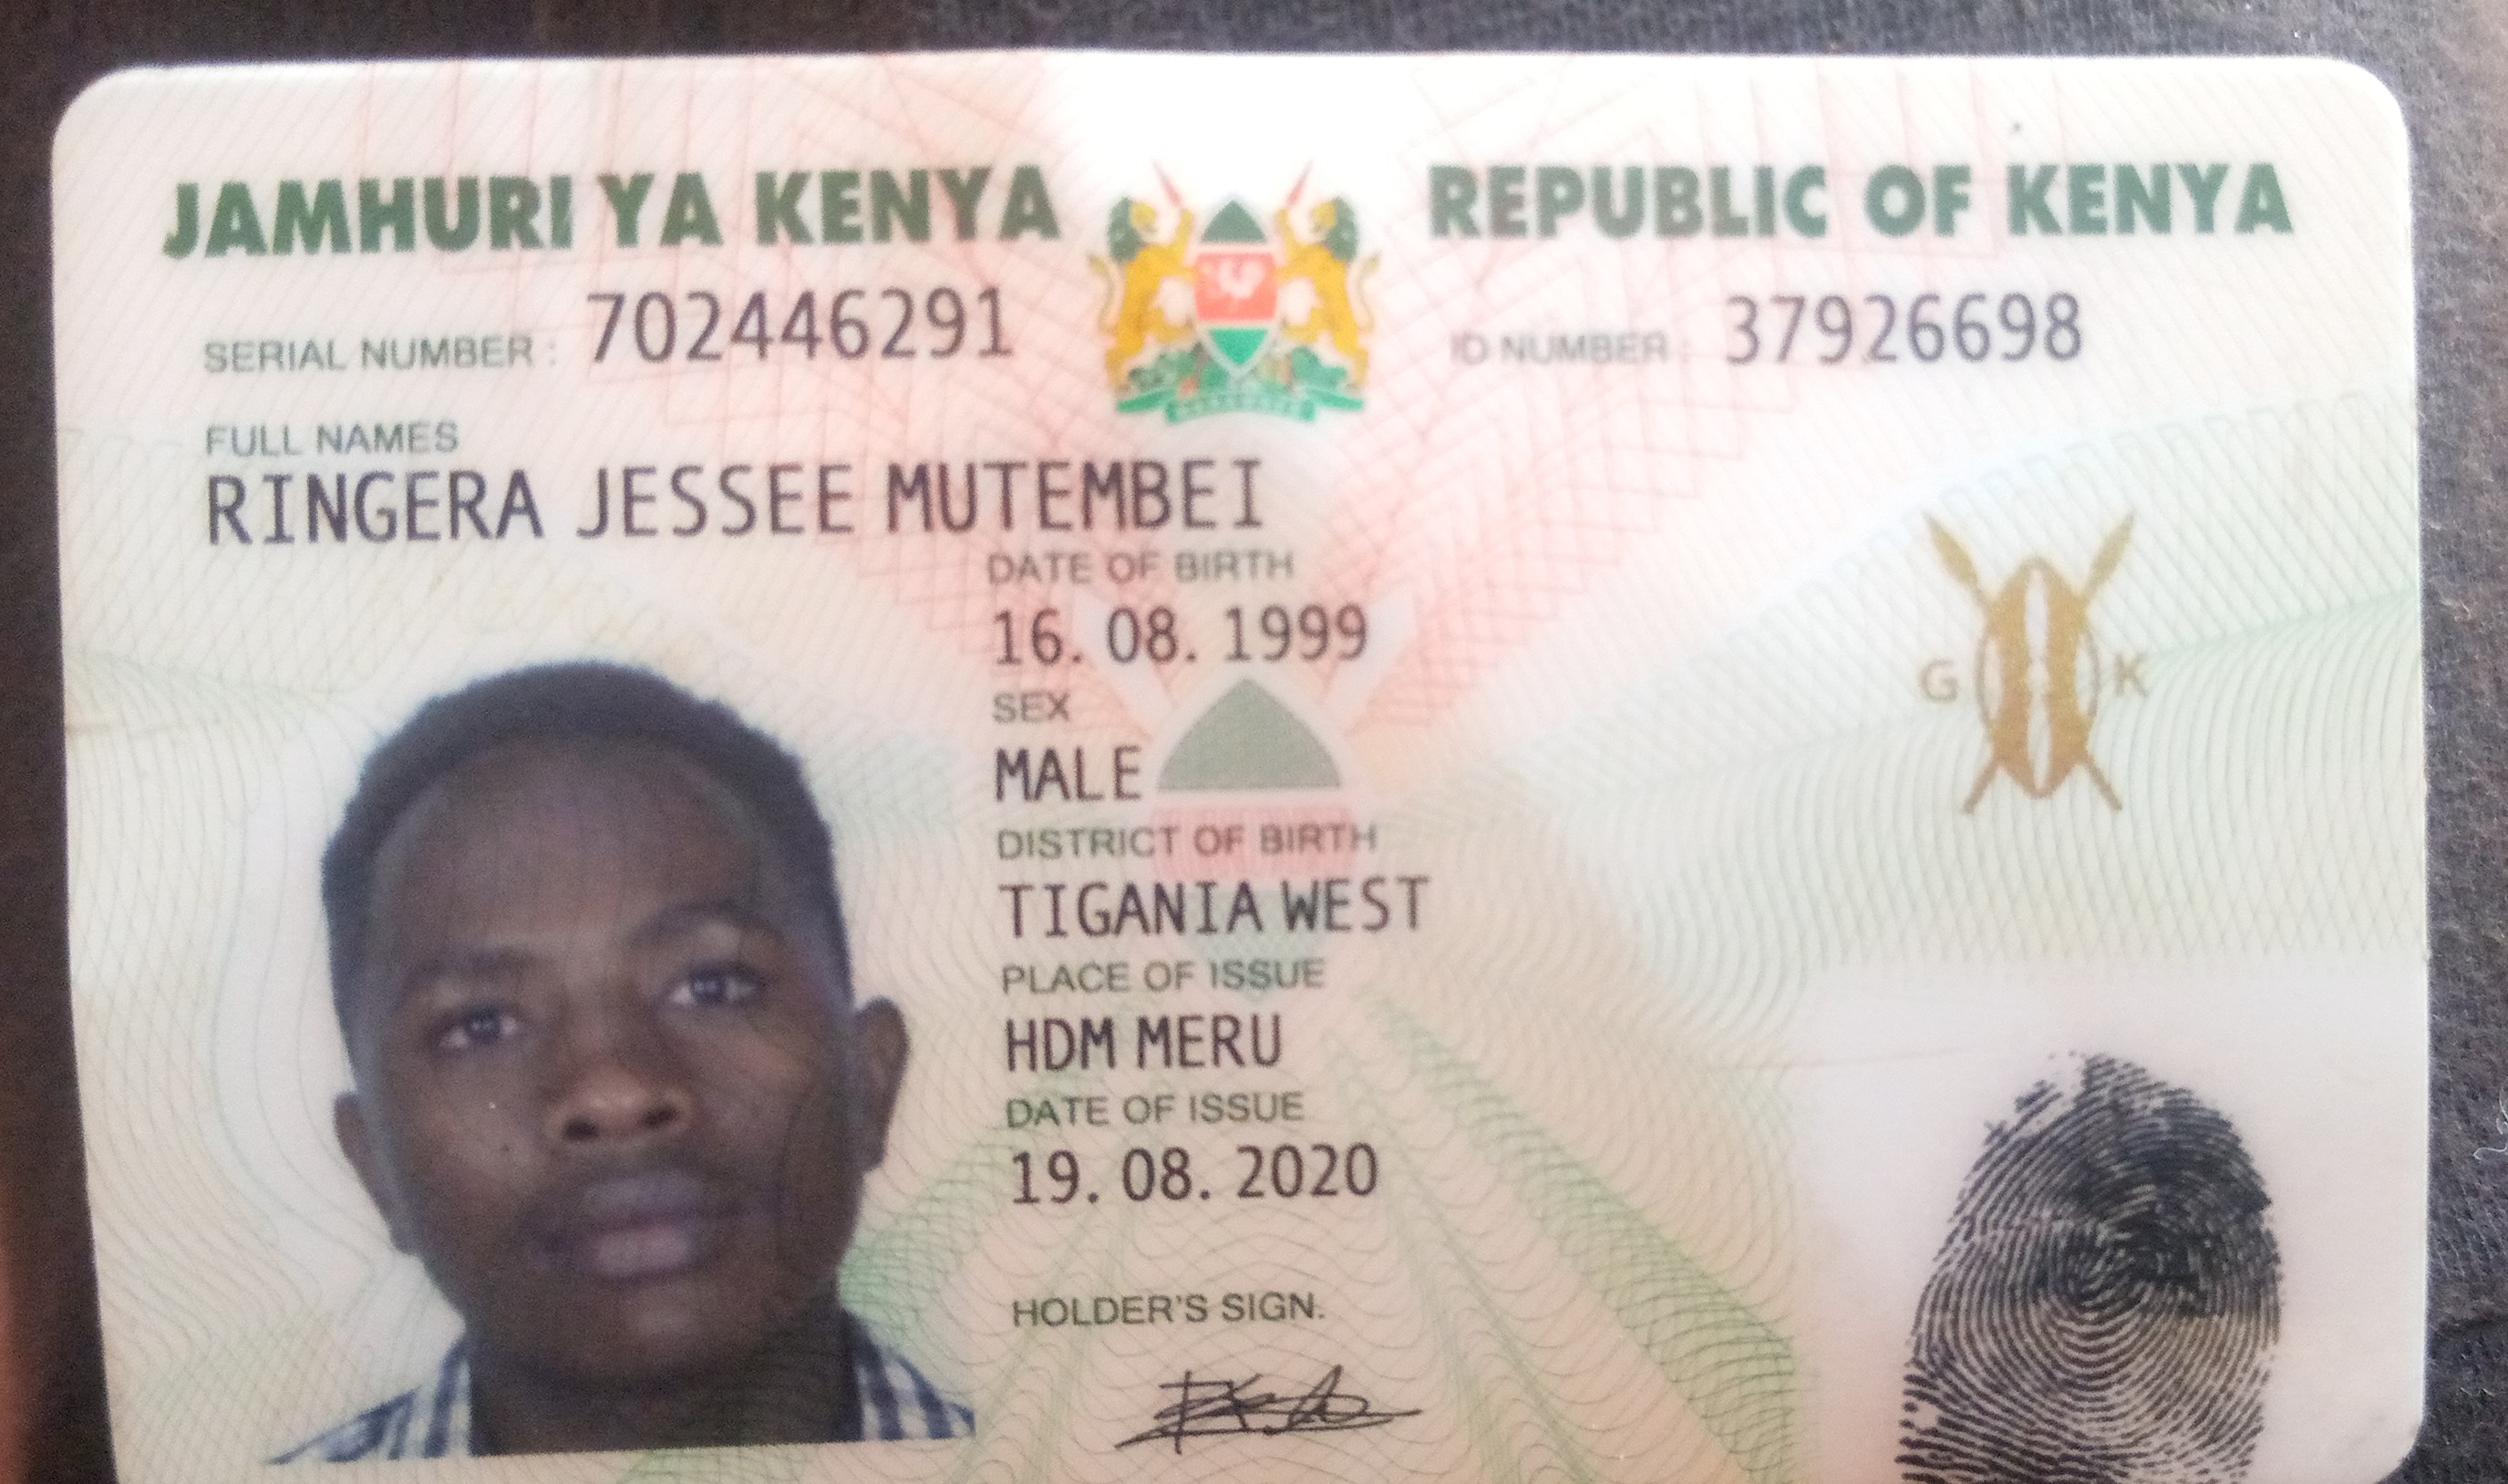 JAMHURI YA KENYA REPUBLIC OF KENYA
SERIAL NUMBER : 702446291 ID NUMBER : 37926698
FULL NAMES
RINGERA JESSEE MUTEMBEI
DATE OF BIRTH
16. 08. 1999
SEX
MALE
G K
DISTRICT OF BIRTH
TIGANIA WEST
PLACE OF ISSUE
HDM MERU
DATE OF ISSUE
19. 08. 2020
HOLDER'S SIGN.